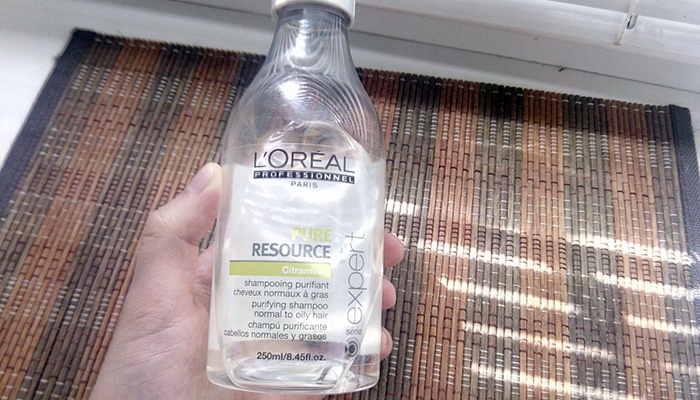 L'ORÉAL
PROFESSIONNEL
PARIS
PURE
RESOURCE
Citramine
shampooing purifiant
cheveux normaux à gras
purifying shampoo
normal to oily hair
champú purificante
cabellos normales y grasos
250ml/8.45fl.oz.
série expert